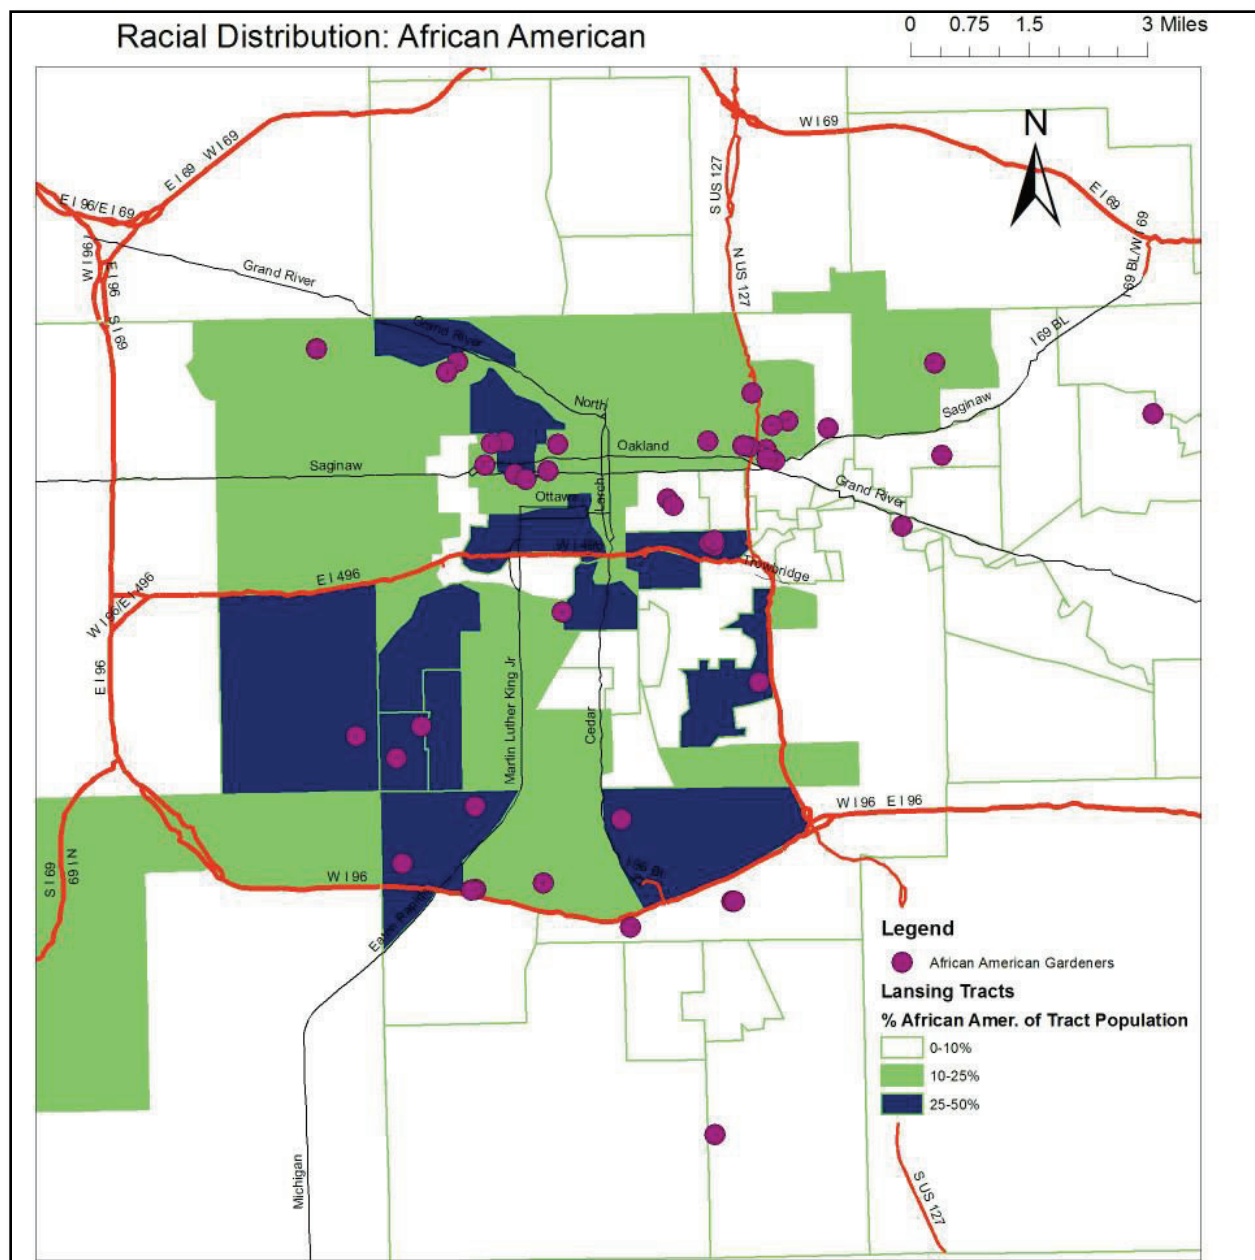 Racial Distribution: African American
0 0.75 1.5 3 Miles
N
W I 69
E I 69
W I 69
E I 69
E I 96/E I 69
W I 96
E I 96
S I 69
Grand River
S US 127
N US 127
I 69 BL/W I 69
I 69 BL
Grand River
North
Saginaw
Oakland
Saginaw
Larch
Ottawa
Grand River
W I 496
Trowbridge
E I 496
W I 96/E I 496
E I 96
Martin Luther King Jr
Cedar
W I 96 E I 96
S I 69
N I 69
W I 96
I 96 Bl
Eaton Rapids
Michigan
S US 127
Legend
African American Gardeners
Lansing Tracts
% African Amer. of Tract Population
0-10%
10-25%
25-50%